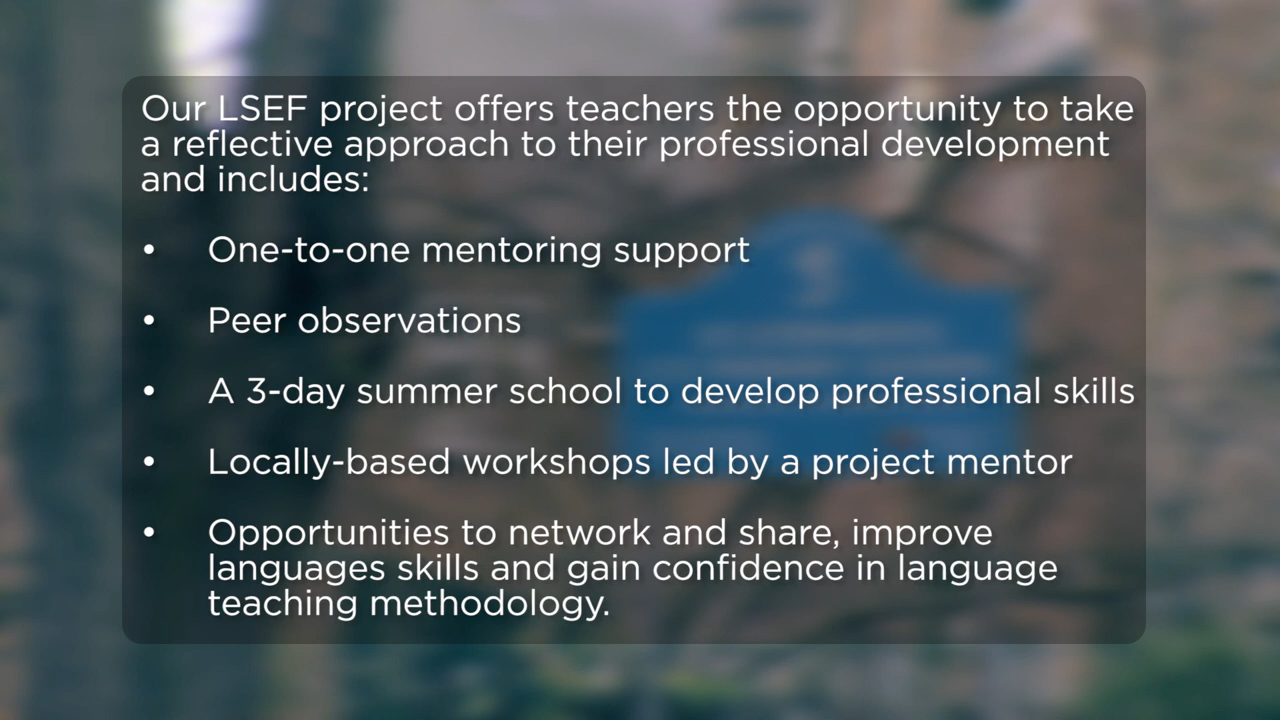 Our LSEF project offers teachers the opportunity to take
a reflective approach to their professional development
and includes:
• One-to-one mentoring support
• Peer observations
• A 3-day summer school to develop professional skills
• Locally-based workshops led by a project mentor
• Opportunities to network and share, improve
languages skills and gain confidence in language
teaching methodology.